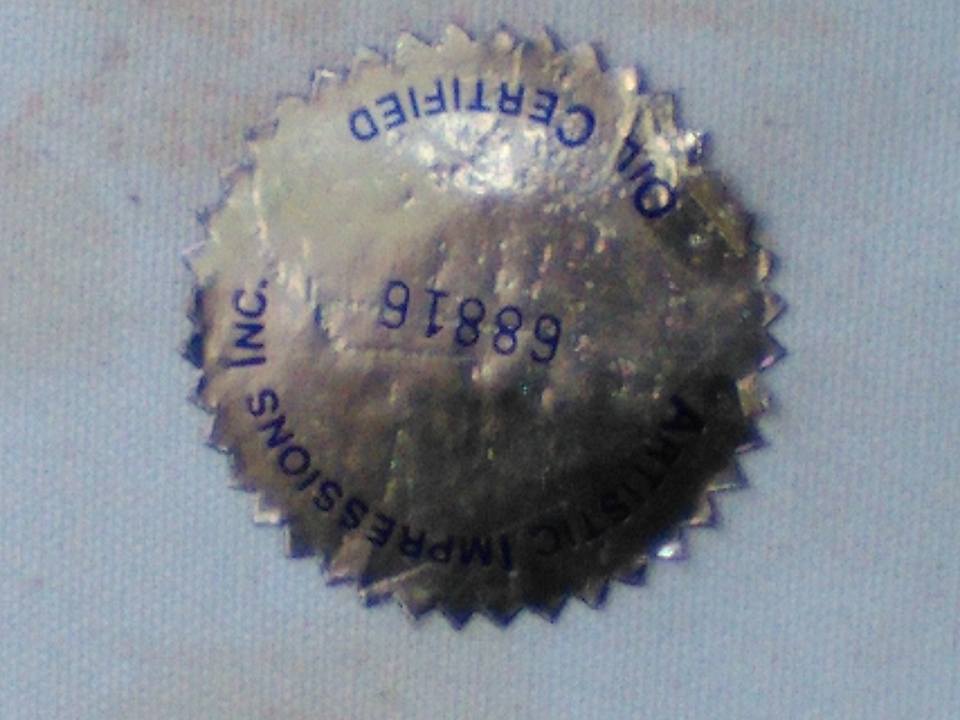 ARTISTIC IMPRESSIONS INC.
68816
OIL CERTIFIED